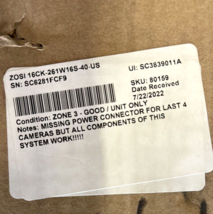 ZOSI 16CK-261W16S-40-US
UI: SC3839011A
SN: SC6281FCF9
SKU: 80159
Date Received
7/22/2022
Condition: ZONE 3 - GOOD / UNIT ONLY
Notes: MISSING POWER CONNECTOR FOR LAST 4
CAMERAS BUT ALL COMPONENTS OF THIS
SYSTEM WORK!!!!!